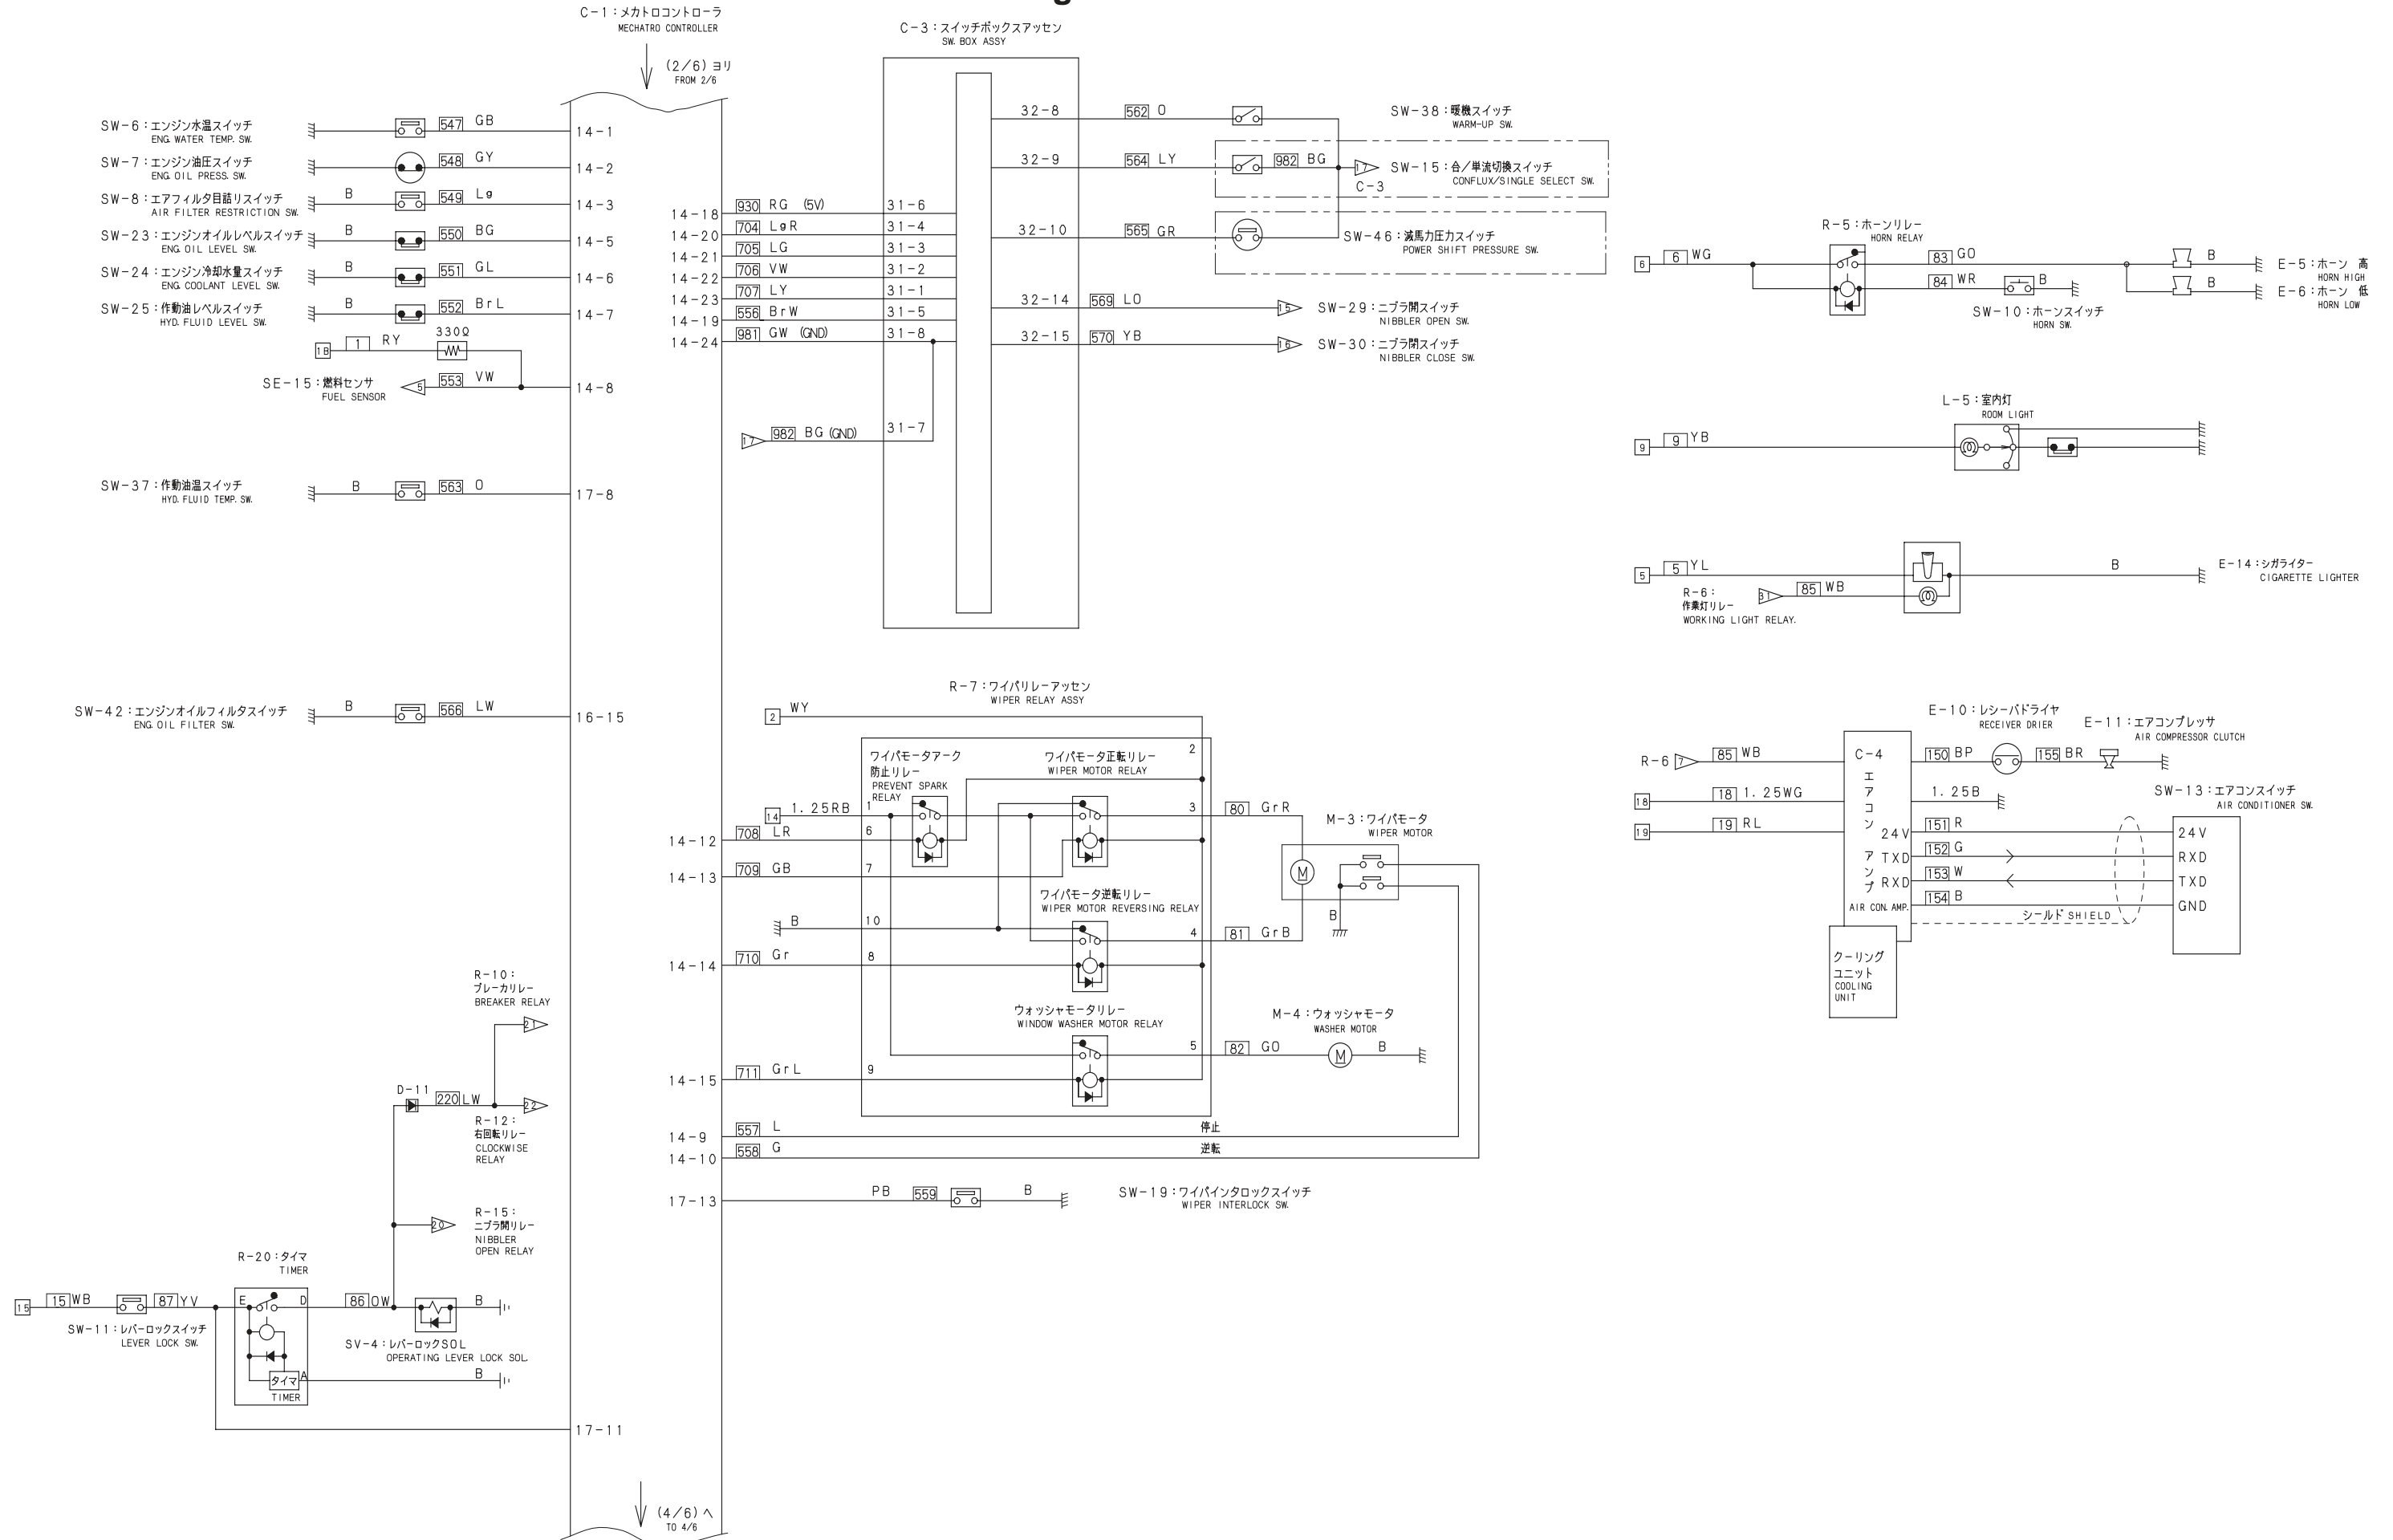 C-1:メカトロコントローラ
MECHATRO CONTROLLER
(2/6)ヨリ
FROM 2/6
C-3:スイッチボックスアッセン
SW. BOX ASSY
SW-6:エンジン水温スイッチ
ENG. WATER TEMP. SW.
547 GB
14-1
SW-7:エンジン油圧スイッチ
ENG. OIL PRESS. SW.
548 GY
14-2
SW-8:エアフィルタ目詰リスイッチ
AIR FILTER RESTRICTION SW.
B 549 Lg
14-3
SW-23:エンジンオイルレベルスイッチ
ENG. OIL LEVEL SW.
B 550 BG
14-5
SW-24:エンジン冷却水量スイッチ
ENG. COOLANT LEVEL SW.
B 551 GL
14-6
SW-25:作動油レベルスイッチ
HYD. FLUID LEVEL SW.
B 552 BrL
14-7
1B 1 RY 330Ω
SE-15:燃料センサ
FUEL SENSOR
5 553 VW
14-8
SW-37:作動油温スイッチ
HYD. FLUID TEMP. SW.
B 563 O
17-8
SW-42:エンジンオイルフィルタスイッチ
ENG. OIL FILTER SW.
B 566 LW
16-15
14-18 930 RG (5V) 31-6
14-20 704 LgR 31-4
14-21 705 LG 31-3
14-22 706 VW 31-2
14-23 707 LY 31-1
14-19 556 BrW 31-5
14-24 981 GW (GND) 31-8
17 982 BG (GND) 31-7
32-8 562 O
SW-38:暖機スイッチ
WARM-UP SW.
32-9 564 LY 982 BG 17
C-3
SW-15:合/単流切換スイッチ
CONFLUX/SINGLE SELECT SW.
32-10 565 GR
SW-46:減馬力圧力スイッチ
POWER SHIFT PRESSURE SW.
32-14 569 LO 15
SW-29:ニブラ開スイッチ
NIBBLER OPEN SW.
32-15 570 YB 16
SW-30:ニブラ閉スイッチ
NIBBLER CLOSE SW.
R-5:ホーンリレー
HORN RELAY
6 6 WG
83 GO
84 WR B
B
B
E-5:ホーン 高
HORN HIGH
E-6:ホーン 低
HORN LOW
SW-10:ホーンスイッチ
HORN SW.
L-5:室内灯
ROOM LIGHT
9 9 YB
5 5 YL
B
E-14:シガライター
CIGARETTE LIGHTER
R-6:
作業灯リレー
WORKING LIGHT RELAY.
31 85 WB
R-7:ワイパリレーアッセン
WIPER RELAY ASSY
2 WY
2
ワイパモータアーク
防止リレー
PREVENT SPARK
RELAY
ワイパモータ正転リレー
WIPER MOTOR RELAY
14 1.25RB 1
3 80 GrR
14-12 708 LR 6
14-13 709 GB 7
M-3:ワイパモータ
WIPER MOTOR
M
B
ワイパモータ逆転リレー
WIPER MOTOR REVERSING RELAY
B 10
4 81 GrB
14-14 710 Gr 8
ウォッシャモータリレー
WINDOW WASHER MOTOR RELAY
M-4:ウォッシャモータ
WASHER MOTOR
5 82 GO M B
14-15 711 GrL 9
14-9 557 L 停止
14-10 558 G 逆転
17-13 PB 559 B
SW-19:ワイパインタロックスイッチ
WIPER INTERLOCK SW.
E-10:レシーバドライヤ
RECEIVER DRIER
E-11:エアコンプレッサ
AIR COMPRESSOR CLUTCH
R-6 7 85 WB
C-4
150 BP 155 BR
18 18 1.25WG
1.25B
19 19 RL
エアコン アンプ
AIR CON. AMP.
SW-13:エアコンスイッチ
AIR CONDITIONER SW.
24V 151 R 24V
TXD 152 G RXD
RXD 153 W TXD
154 B GND
シールド SHIELD
クーリング
ユニット
COOLING
UNIT
R-10:
ブレーカリレー
BREAKER RELAY
21
D-11
220 LW 22
R-12:
右回転リレー
CLOCKWISE
RELAY
20
R-15:
ニブラ開リレー
NIBBLER
OPEN RELAY
R-20:タイマ
TIMER
15 15 WB 87 YV E D 86 OW B
SW-11:レバーロックスイッチ
LEVER LOCK SW.
SV-4:レバーロックSOL
OPERATING LEVER LOCK SOL.
タイマ A B
TIMER
17-11
(4/6)ヘ
TO 4/6